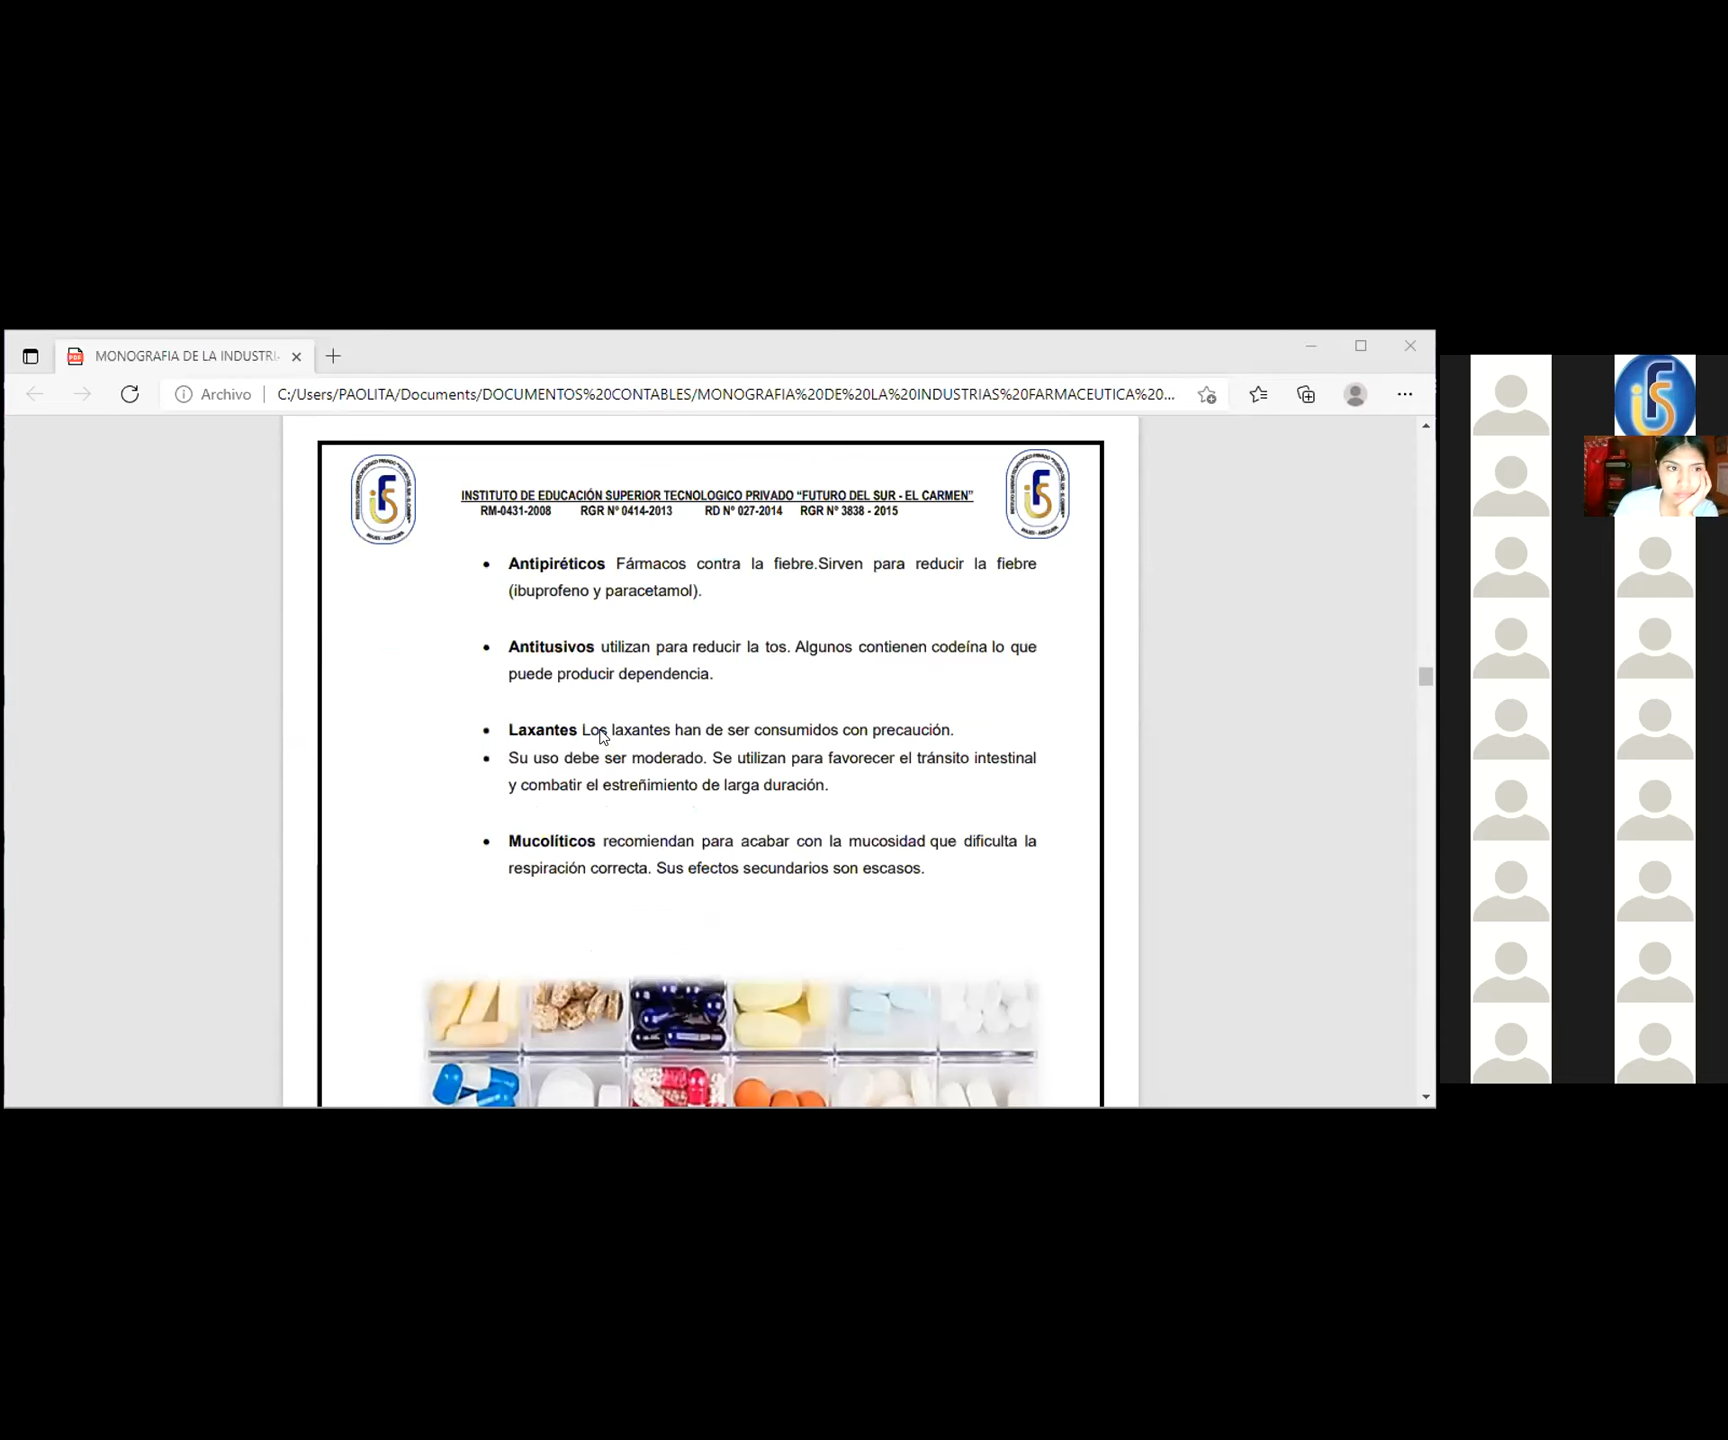 MONOGRAFIA DE LA INDUSTRI
Archivo
C:/Users/PAOLITA/Documents/DOCUMENTOS%20CONTABLES/MONOGRAFIA%20DE%20LA%20INDUSTRIAS%20FARMACEUTICA%20...
INSTITUTO DE EDUCACIÓN SUPERIOR TECNOLOGICO PRIVADO “FUTURO DEL SUR - EL CARMEN”
RM-0431-2008 RGR Nº 0414-2013 RD Nº 027-2014 RGR Nº 3838 - 2015
• Antipiréticos Fármacos contra la fiebre.Sirven para reducir la fiebre
(ibuprofeno y paracetamol).
• Antitusivos utilizan para reducir la tos. Algunos contienen codeína lo que
puede producir dependencia.
• Laxantes Los laxantes han de ser consumidos con precaución.
• Su uso debe ser moderado. Se utilizan para favorecer el tránsito intestinal
y combatir el estreñimiento de larga duración.
• Mucolíticos recomiendan para acabar con la mucosidad que dificulta la
respiración correcta. Sus efectos secundarios son escasos.